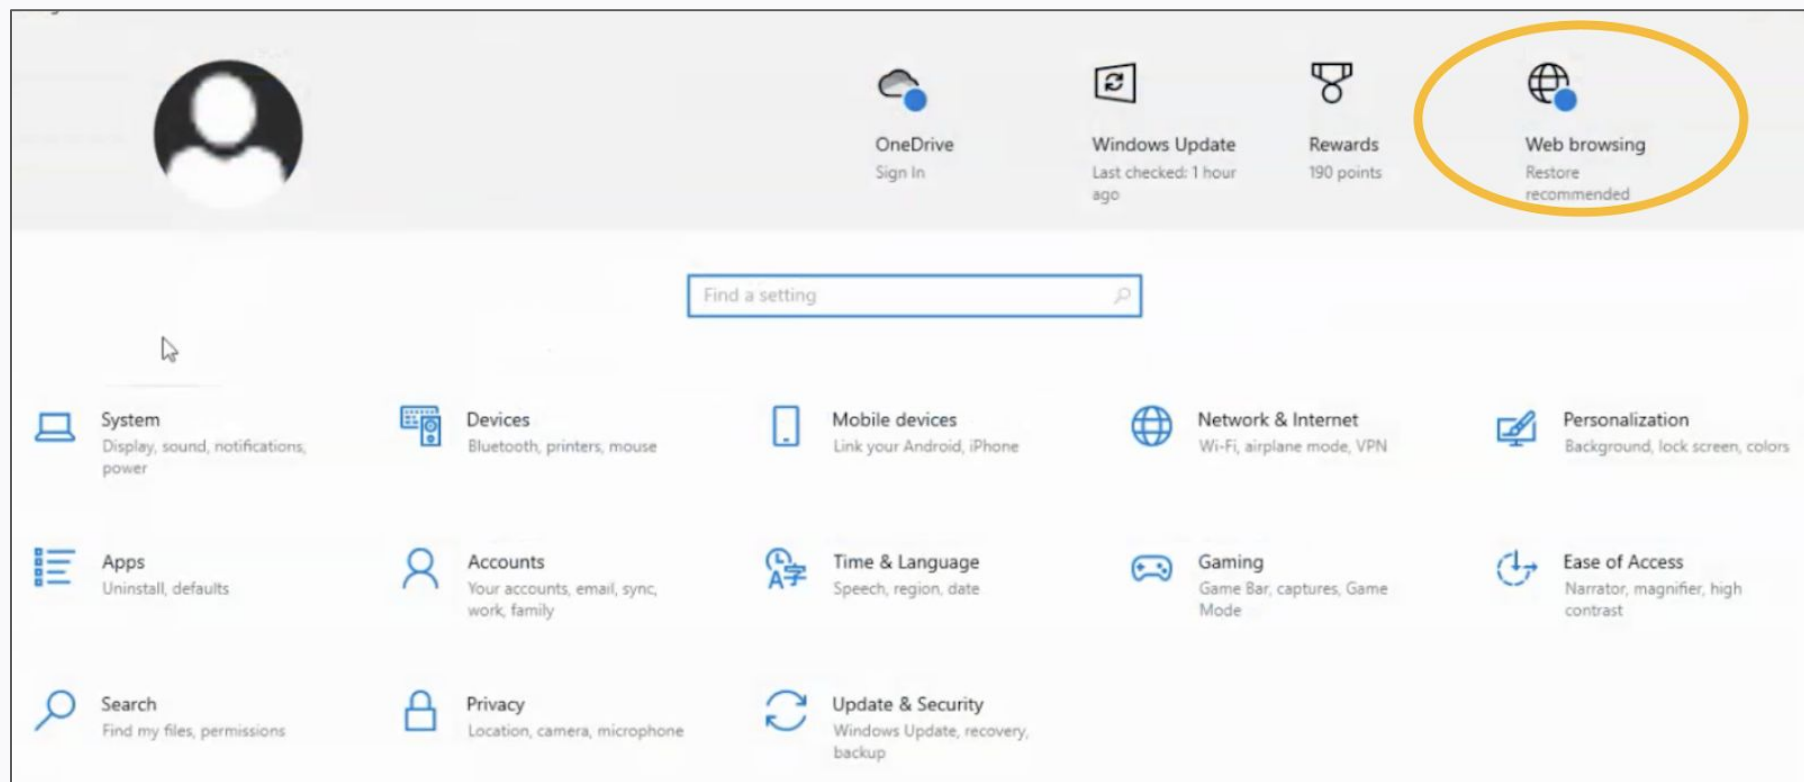 OneDrive
Sign In
Windows Update
Last checked: 1 hour
ago
Rewards
190 points
Web browsing
Restore
recommended
Find a setting
System
Display, sound, notifications,
power
Devices
Bluetooth, printers, mouse
Mobile devices
Link your Android, iPhone
Network & Internet
Wi-Fi, airplane mode, VPN
Personalization
Background, lock screen, colors
Apps
Uninstall, defaults
Accounts
Your accounts, email, sync,
work, family
Time & Language
Speech, region, date
Gaming
Game Bar, captures, Game
Mode
Ease of Access
Narrator, magnifier, high
contrast
Search
Find my files, permissions
Privacy
Location, camera, microphone
Update & Security
Windows Update, recovery,
backup